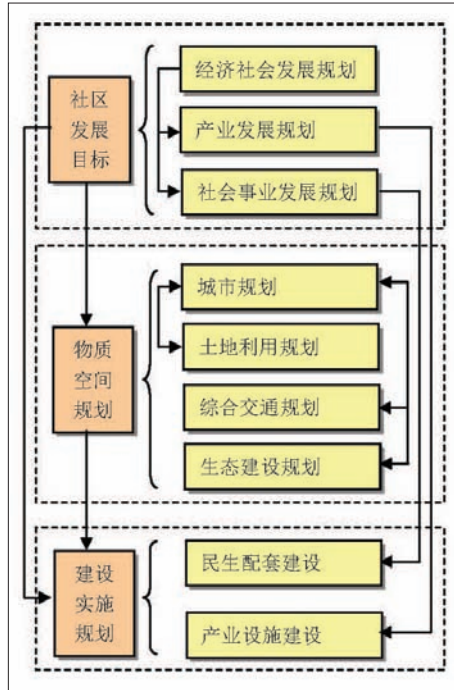 社区
发展
目标
经济社会发展规划
产业发展规划
社会事业发展规划
物质
空间
规划
城市规划
土地利用规划
综合交通规划
生态建设规划
建设
实施
规划
民生配套建设
产业设施建设